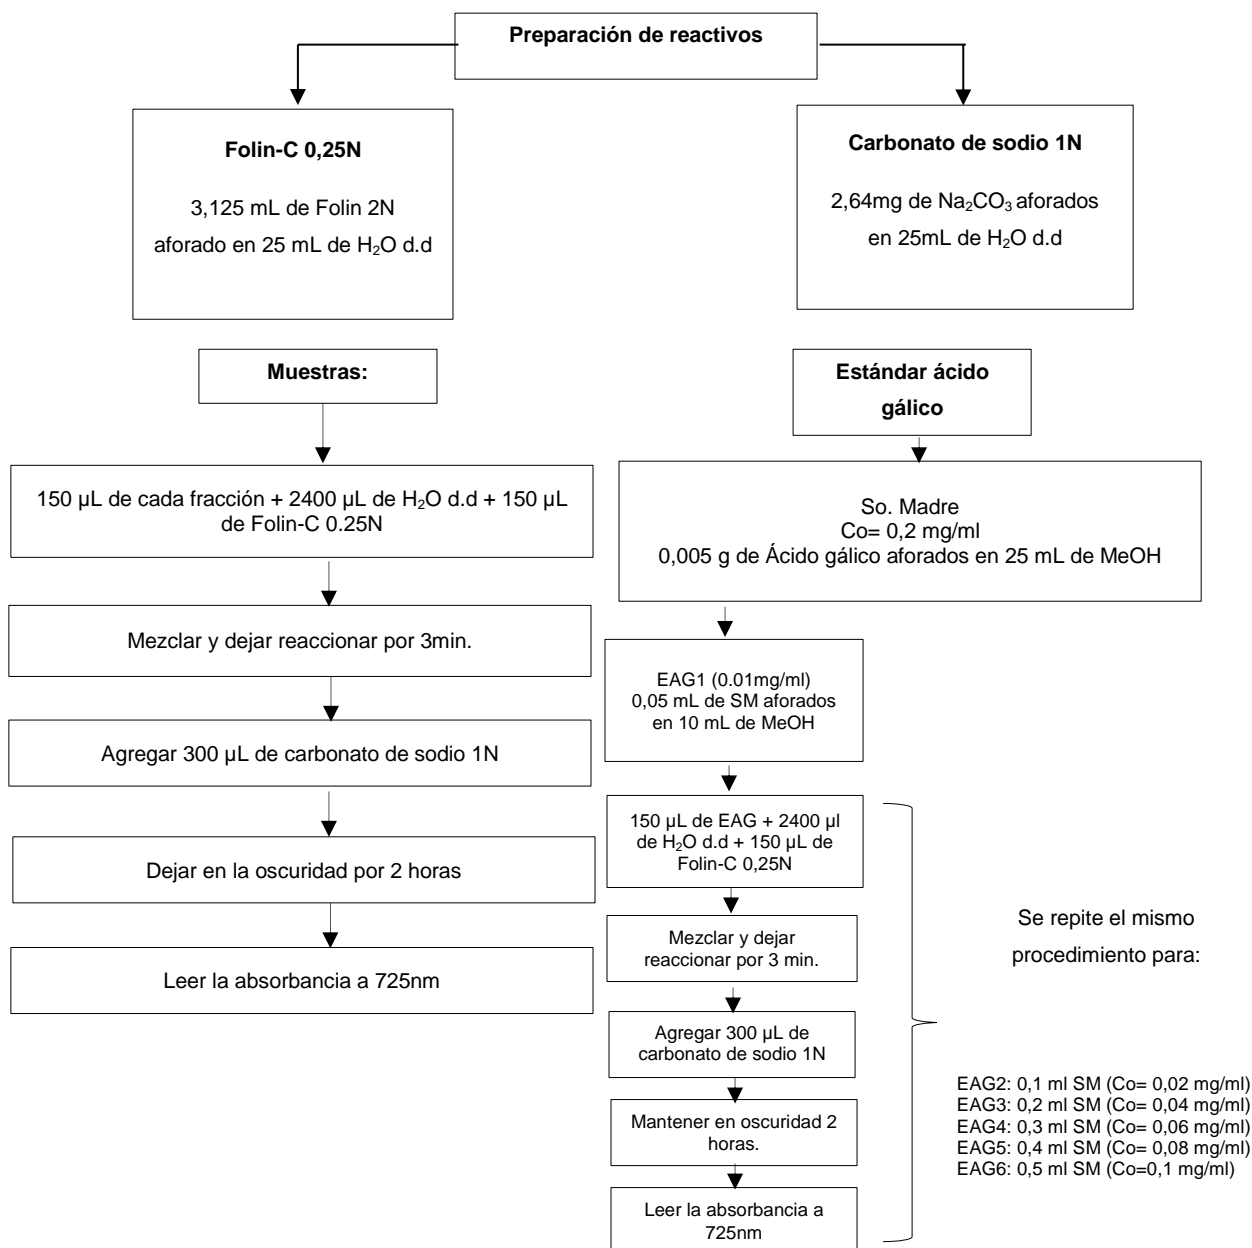 Preparación de reactivos
Folin-C 0,25N
3,125 mL de Folin 2N
aforado en 25 mL de H₂O d.d
Carbonato de sodio 1N
2,64mg de Na₂CO₃ aforados
en 25mL de H₂O d.d
Muestras:
150 µL de cada fracción + 2400 µL de H₂O d.d + 150 µL
de Folin-C 0.25N
Mezclar y dejar reaccionar por 3min.
Agregar 300 µL de carbonato de sodio 1N
Dejar en la oscuridad por 2 horas
Leer la absorbancia a 725nm
Estándar ácido
gálico
So. Madre
Co= 0,2 mg/ml
0,005 g de Ácido gálico aforados en 25 mL de MeOH
EAG1 (0.01mg/ml)
0,05 mL de SM aforados
en 10 mL de MeOH
150 µL de EAG + 2400 µl
de H₂O d.d + 150 µL de
Folin-C 0,25N
Mezclar y dejar
reaccionar por 3 min.
Agregar 300 µL de
carbonato de sodio 1N
Mantener en oscuridad 2
horas.
Leer la absorbancia a
725nm
Se repite el mismo
procedimiento para:
EAG2: 0,1 ml SM (Co= 0,02 mg/ml)
EAG3: 0,2 ml SM (Co= 0,04 mg/ml)
EAG4: 0,3 ml SM (Co= 0,06 mg/ml)
EAG5: 0,4 ml SM (Co= 0,08 mg/ml)
EAG6: 0,5 ml SM (Co=0,1 mg/ml)